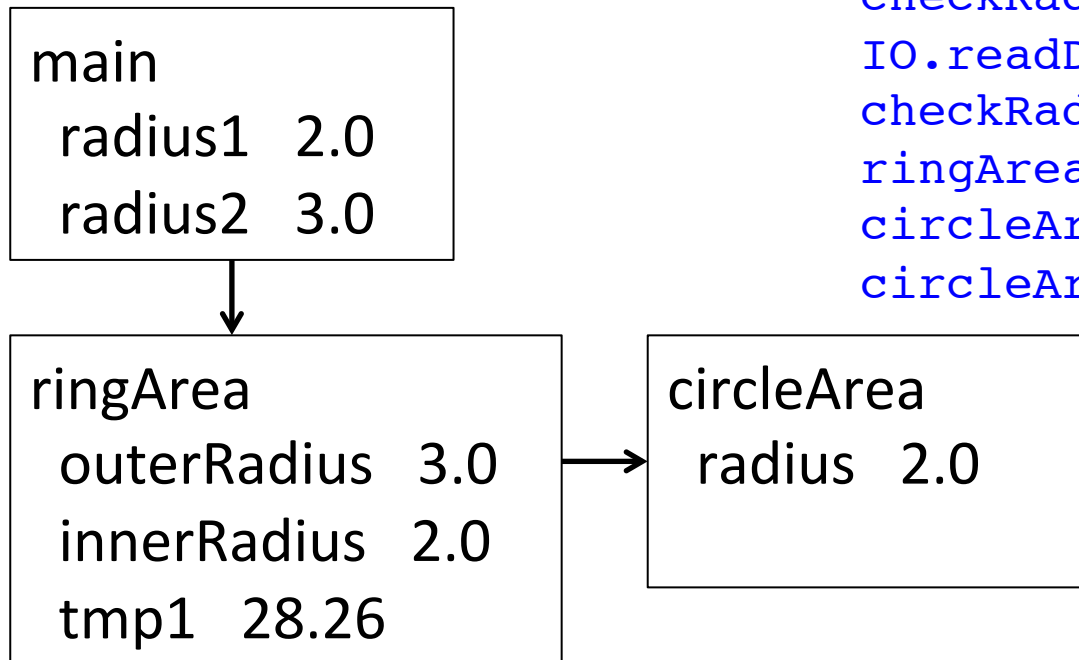 main
radius1 2.0
radius2 3.0
IO.readD
checkRad
ringArea
circleAr
circleAr
ringArea
outerRadius 3.0
innerRadius 2.0
tmp1 28.26
circleArea
radius 2.0